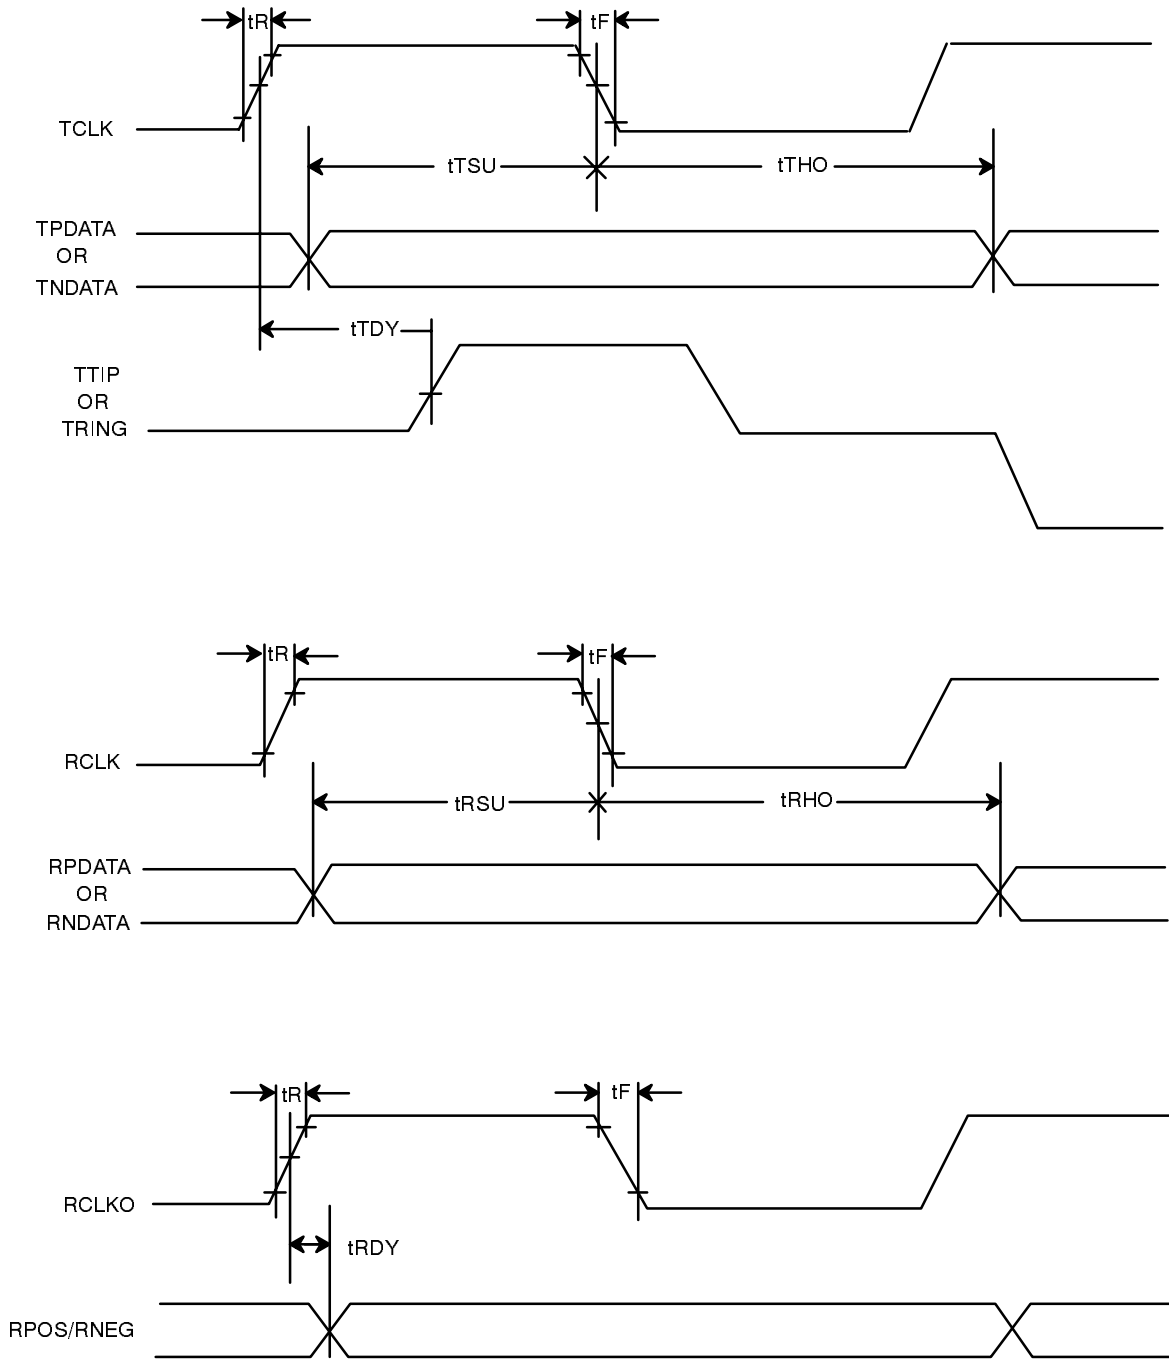 tR
tF
TCLK
tTSU
tTHO
TPDATA
OR
TNDATA
tTDY
TTIP
OR
TRING
tR
tF
RCLK
tRSU
tRHO
RPDATA
OR
RNDATA
tR
tF
RCLKO
tRDY
RPOS/RNEG